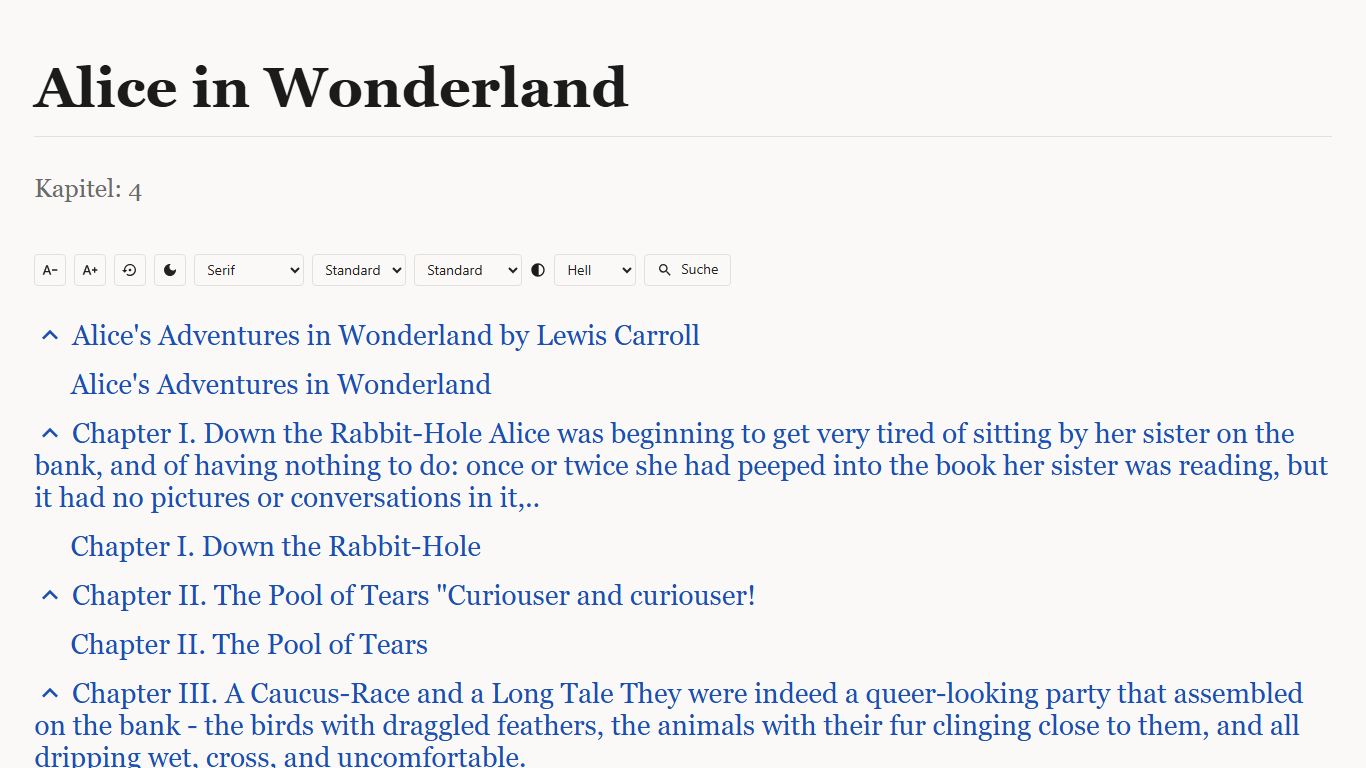 Alice in Wonderland
Kapitel: 4
A− A+ Serif Standard Standard Hell Suche
Alice's Adventures in Wonderland by Lewis Carroll
Alice's Adventures in Wonderland
Chapter I. Down the Rabbit-Hole Alice was beginning to get very tired of sitting by her sister on the
bank, and of having nothing to do: once or twice she had peeped into the book her sister was reading, but
it had no pictures or conversations in it,..
Chapter I. Down the Rabbit-Hole
Chapter II. The Pool of Tears "Curiouser and curiouser!
Chapter II. The Pool of Tears
Chapter III. A Caucus-Race and a Long Tale They were indeed a queer-looking party that assembled
on the bank - the birds with draggled feathers, the animals with their fur clinging close to them, and all
dripping wet, cross, and uncomfortable.